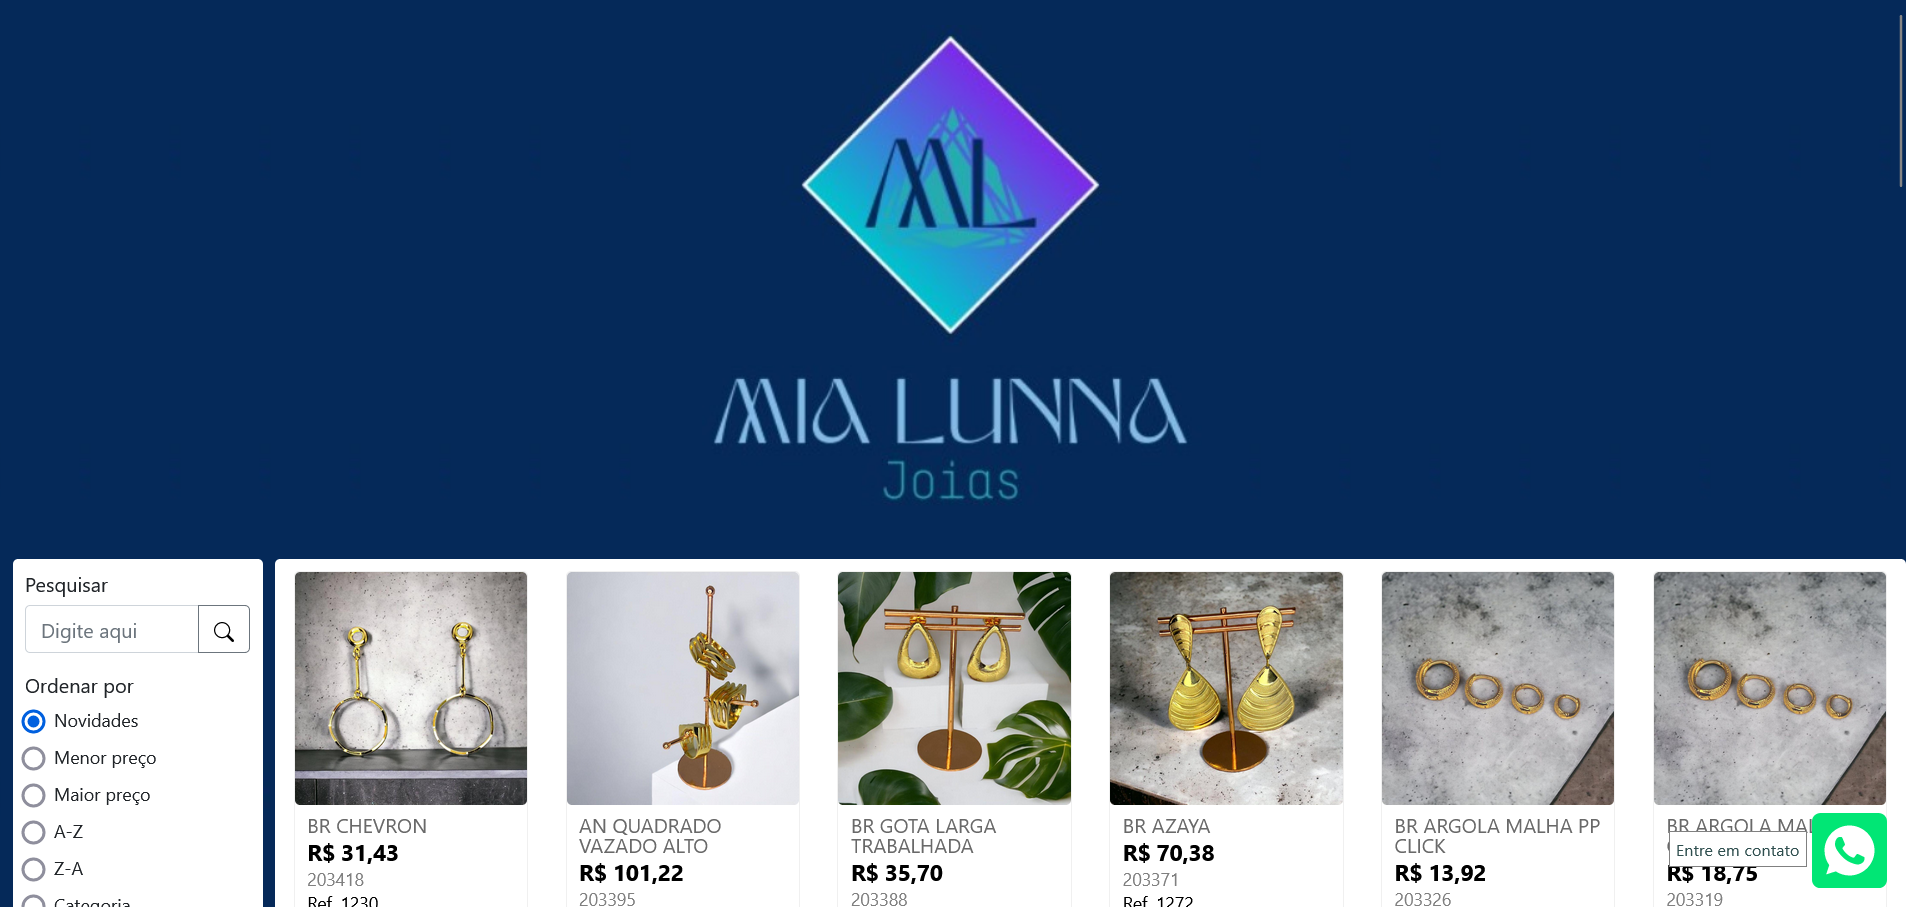 ML
MIA LUNNA
Joias
Pesquisar
Digite aqui
Ordenar por
Novidades
Menor preço
Maior preço
A-Z
Z-A
Categoria
BR CHEVRON
R$ 31,43
203418
Ref. 1230
AN QUADRADO
VAZADO ALTO
R$ 101,22
203395
BR GOTA LARGA
TRABALHADA
R$ 35,70
203388
BR AZAYA
R$ 70,38
203371
Ref. 1272
BR ARGOLA MALHA PP
CLICK
R$ 13,92
203326
BR ARGOLA
R$ 18,75
203319
Entre em contato